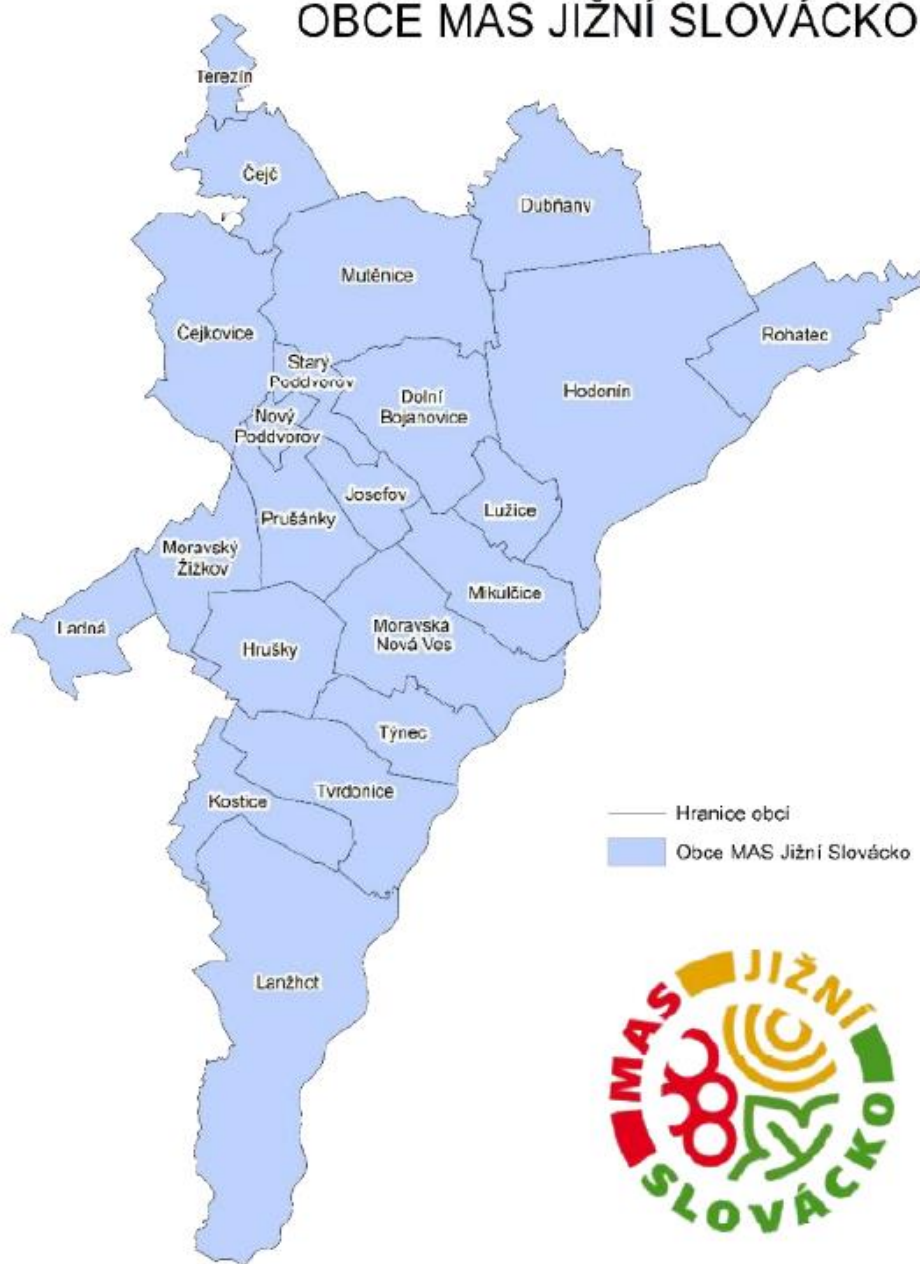 OBCE MAS JIŽNÍ SLOVÁCKO
Terezín
Čejč
Dubňany
Mutěnice
Čejkovice
Rohatec
Starý
Poddvorov
Hodonín
Dolní
Bojanovice
Nový
Poddvorov
Josefov
Lužice
Prušánky
Moravský
Žižkov
Mikulčice
Ladná
Moravská
Nová Ves
Hrušky
Týnec
Tvrdonice
Kostice
Hranice obcí
Obce MAS Jižní Slovácko
Lanžhot
MAS JIŽNÍ
SLOVÁCKO